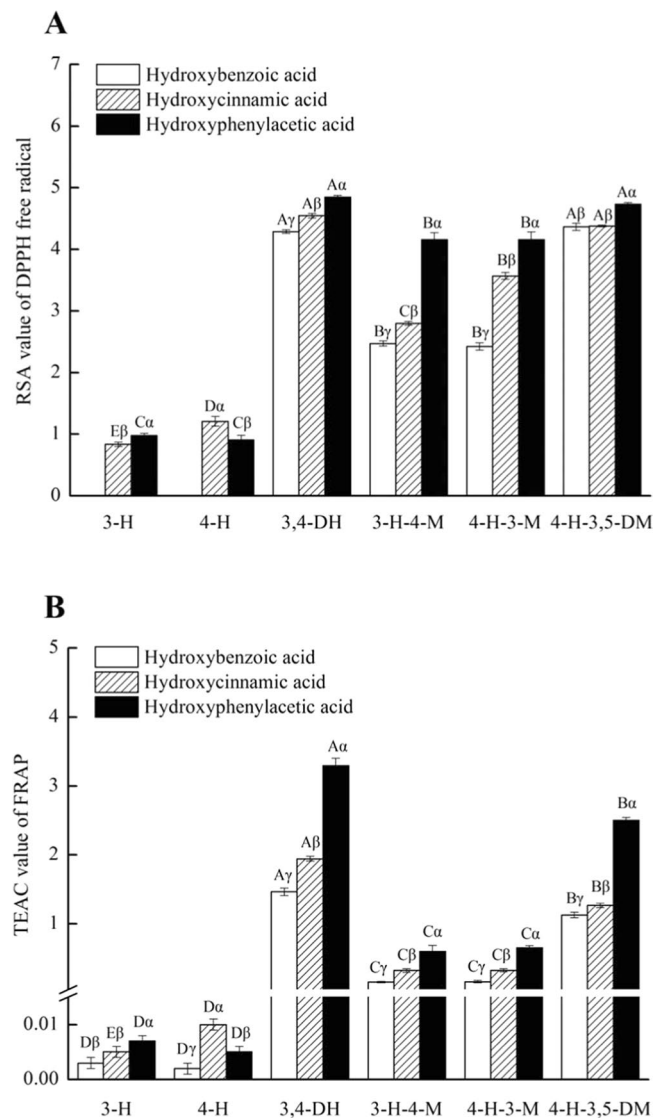 A
7
6
5
4
3
2
1
0
RSA value of DPPH free radical
Hydroxybenzoic acid
Hydroxycinnamic acid
Hydroxyphenylacetic acid
Eβ Cα
Dα Cβ
Aγ Aβ Aα
Bγ Cβ Bα
Bγ Bβ Bα
Aβ Aβ Aα
3-H 4-H 3,4-DH 3-H-4-M 4-H-3-M 4-H-3,5-DM
B
5
4
3
2
1
0.01
0.00
TEAC value of FRAP
Hydroxybenzoic acid
Hydroxycinnamic acid
Hydroxyphenylacetic acid
Dβ Eβ Dα
Dγ Dα Dβ
Aγ Aβ Aα
Cγ Cβ Cα
Cγ Cβ Cα
Bγ Bβ Bα
3-H 4-H 3,4-DH 3-H-4-M 4-H-3-M 4-H-3,5-DM